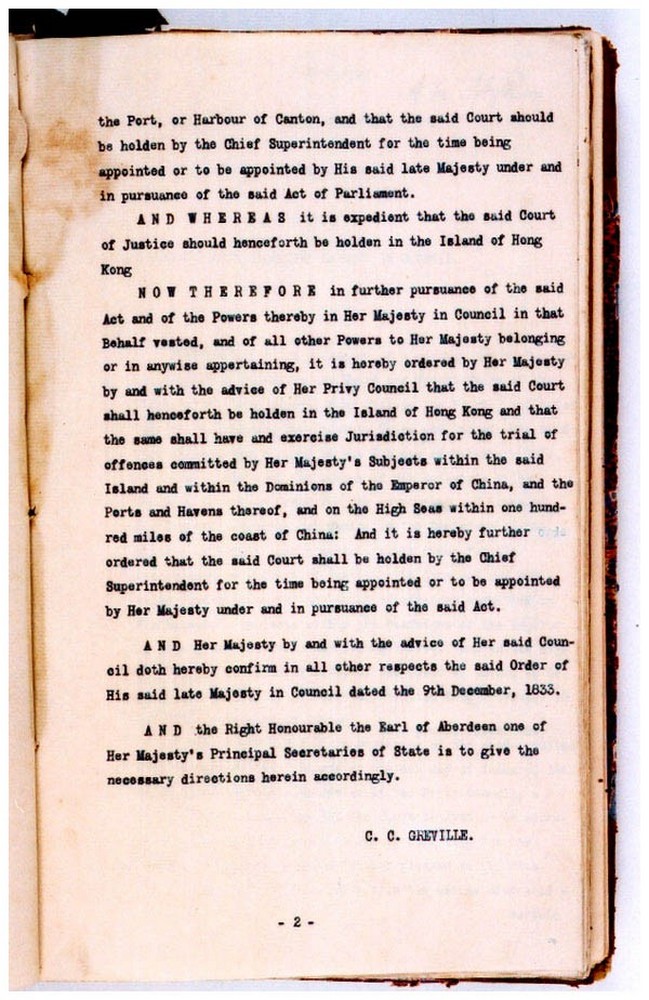 the Port, or Harbour of Canton, and that the said Court should
be holden by the Chief Superintendent for the time being
appointed or to be appointed by His said late Majesty under and
in pursuance of the said Act of Parliament.
A N D  W H E R E A S it is expedient that the said Court
of Justice should henceforth be holden in the Island of Hong
Kong
N O W  T H E R E F O R E in further pursuance of the said
Act and of the Powers thereby in Her Majesty in Council in that
Behalf vested, and of all other Powers to Her Majesty belonging
or in anywise appertaining, it is hereby ordered by Her Majesty
by and with the advice of Her Privy Council that the said Court
shall henceforth be holden in the Island of Hong Kong and that
the same shall have and exercise Jurisdiction for the trial of
offences committed by Her Majesty's Subjects within the said
Island and within the Dominions of the Emperor of China, and the
Ports and Havens thereof, and on the High Seas within one hund-
red miles of the coast of China: And it is hereby further
ordered that the said Court shall be holden by the Chief
Superintendent for the time being appointed or to be appointed
by Her Majesty under and in pursuance of the said Act.
A N D Her Majesty by and with the advice of Her said Coun-
cil doth hereby confirm in all other respects the said Order of
His said late Majesty in Council dated the 9th December, 1833.
A N D the Right Honourable the Earl of Aberdeen one of
Her Majesty's Principal Secretaries of State is to give the
necessary directions herein accordingly.
C. C. GREVILLE.
- 2 -